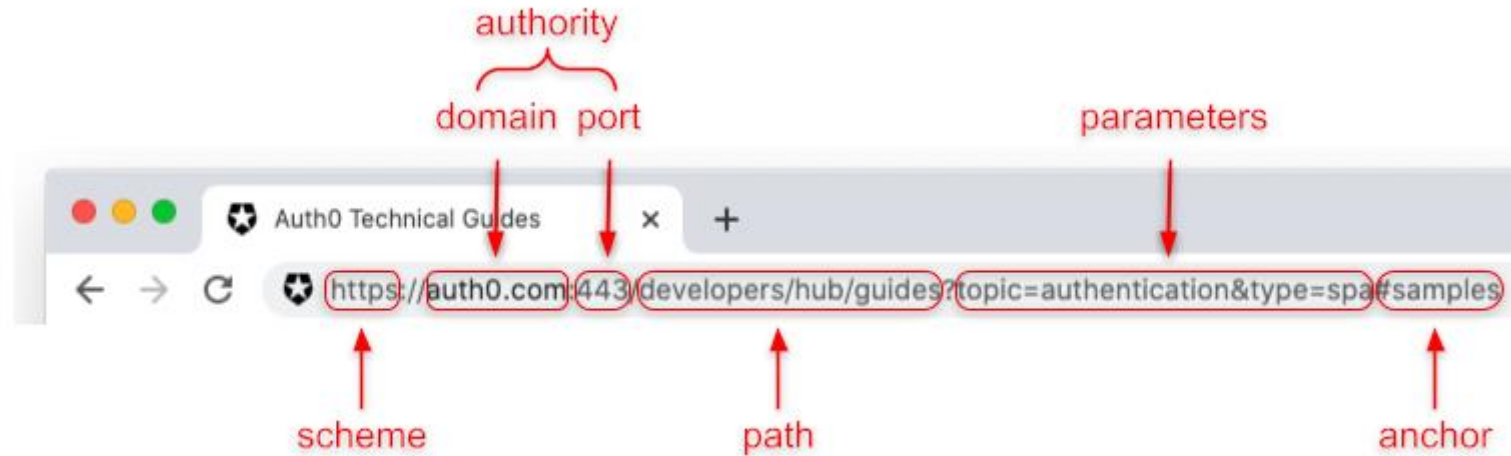 authority
domain port
parameters
Auth0 Technical Guides × +
https://auth0.com:443/developers/hub/guides?topic=authentication&type=spa#samples
scheme
path
anchor